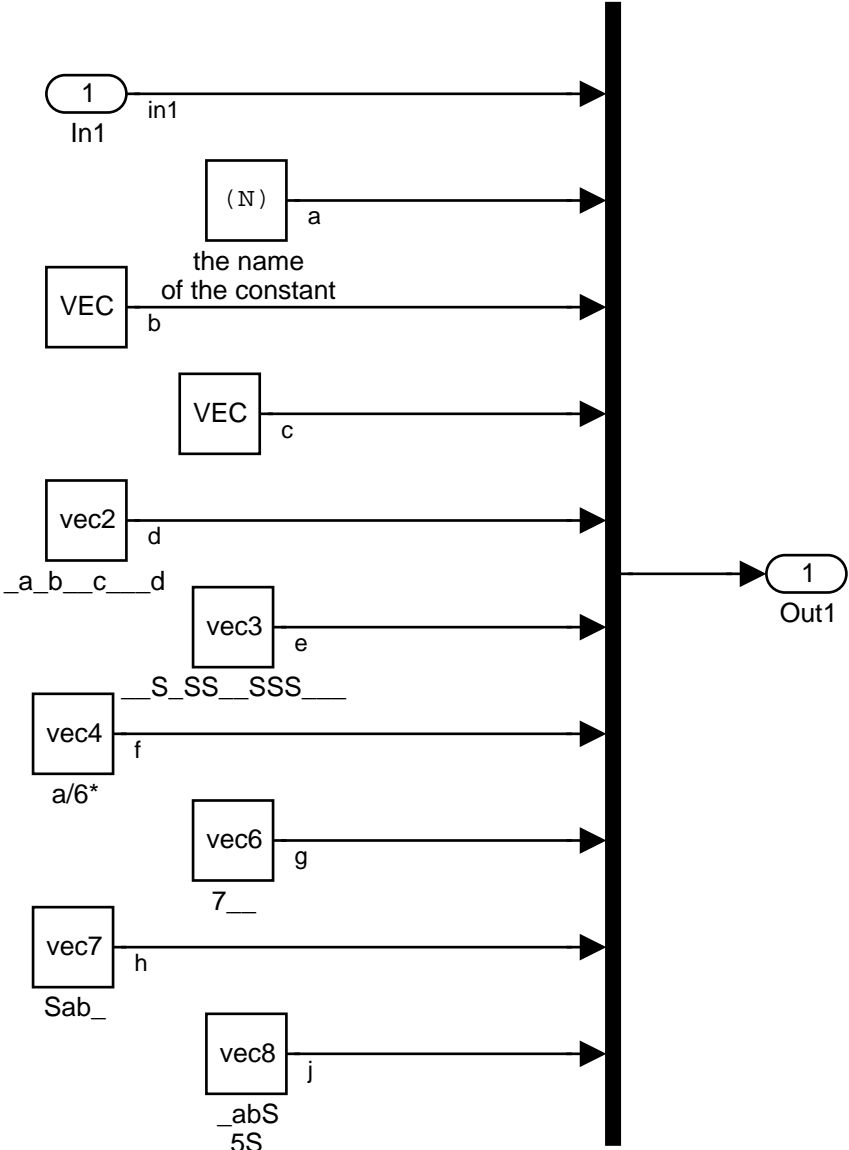 1
in1
In1
(N)
a
the name
of the constant
VEC
b
VEC
c
vec2
d
_a_b__c___d
1
Out1
vec3
e
__S_SS__SSS___
vec4
f
a/6*
vec6
g
7__
vec7
h
Sab_
vec8
j
_abS
5S